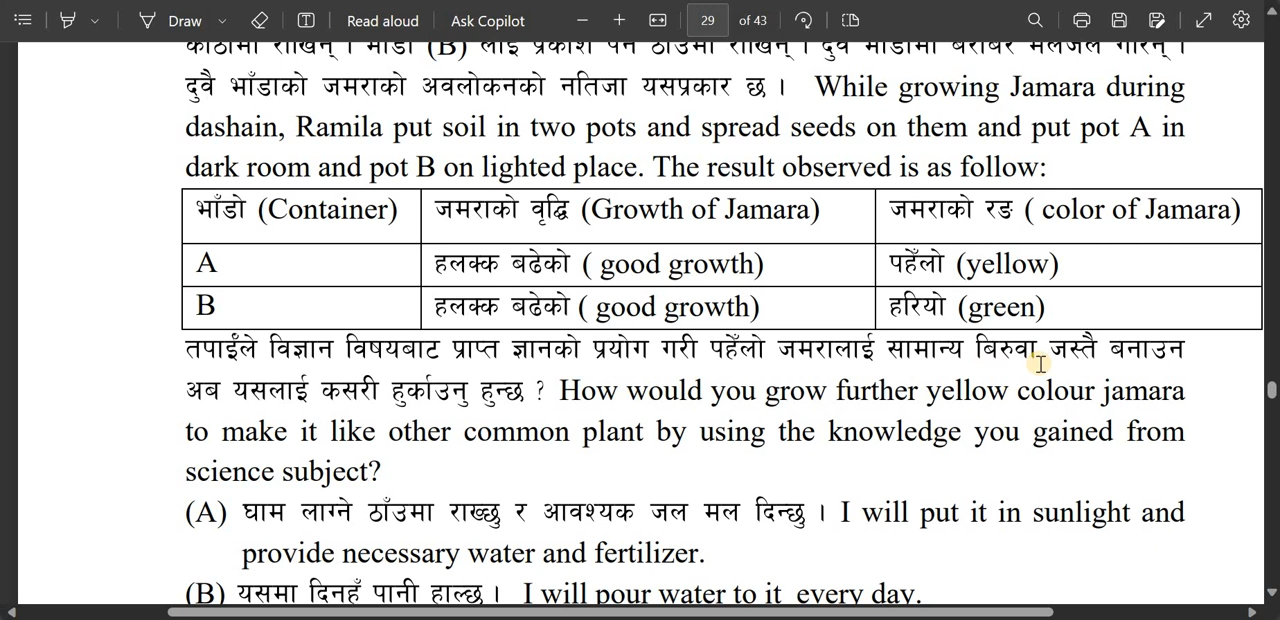 Draw
Read aloud
Ask Copilot
29 of 43
(B) लाई प्रकाश पर्ने ठाउँमा राखिन् । दुवै भाँडामा बराबर मलजल गरिन् ।
दुवै भाँडाको जमराको अवलोकनको नतिजा यसप्रकार छ । While growing Jamara during
dashain, Ramila put soil in two pots and spread seeds on them and put pot A in
dark room and pot B on lighted place. The result observed is as follow:
भाँडो (Container) जमराको वृद्धि (Growth of Jamara) जमराको रङ ( color of Jamara)
A हलक्क बढेको ( good growth) पहेँलो (yellow)
B हलक्क बढेको ( good growth) हरियो (green)
तपाईंले विज्ञान विषयबाट प्राप्त ज्ञानको प्रयोग गरी पहेँलो जमरालाई सामान्य बिरुवा जस्तै बनाउन
अब यसलाई कसरी हुर्काउनु हुन्छ ? How would you grow further yellow colour jamara
to make it like other common plant by using the knowledge you gained from
science subject?
(A) घाम लाग्ने ठाँउमा राख्छु र आवश्यक जल मल दिन्छु । I will put it in sunlight and
provide necessary water and fertilizer.
(B) यसमा दिनहुँ पानी हाल्छु । I will pour water to it every day.